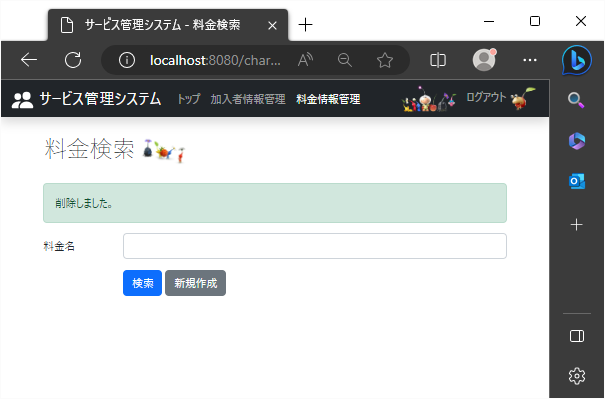 サービス管理システム - 料金検索
localhost:8080/char...
サービス管理システム トップ 加入者情報管理 料金情報管理 ログアウト
料金検索
削除しました。
料金名
検索 新規作成